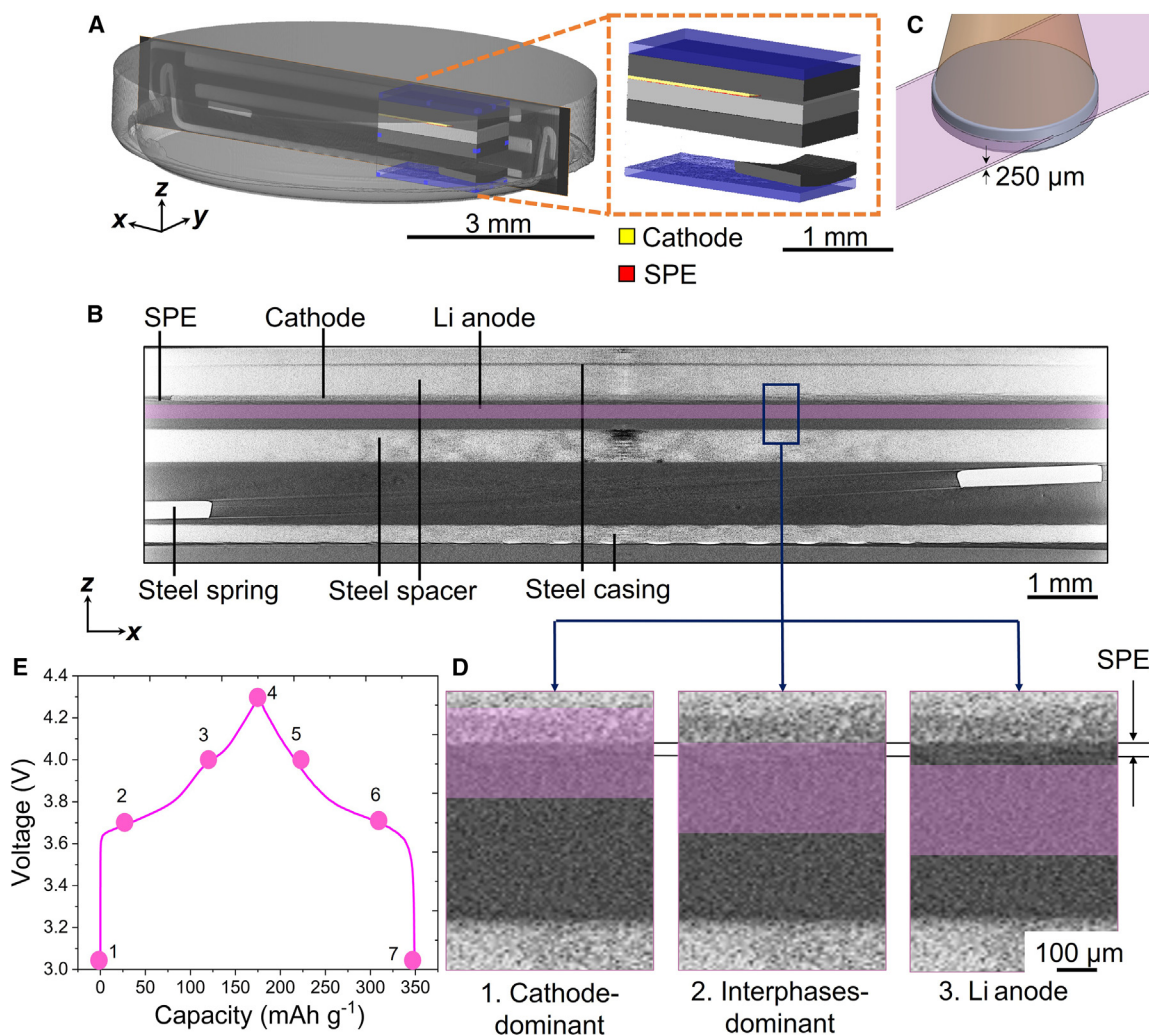 A
z
x
y
3 mm
Cathode
SPE
1 mm
C
250 µm
B
SPE
Cathode
Li anode
Steel spring
Steel spacer
Steel casing
1 mm
z
x
E
Voltage (V)
4.4
4.2
4.0
3.8
3.6
3.4
3.2
3.0
1
2
3
4
5
6
7
0
50
100
150
200
250
300
350
Capacity (mAh g⁻¹)
D
SPE
100 µm
1. Cathode-
dominant
2. Interphases-
dominant
3. Li anode